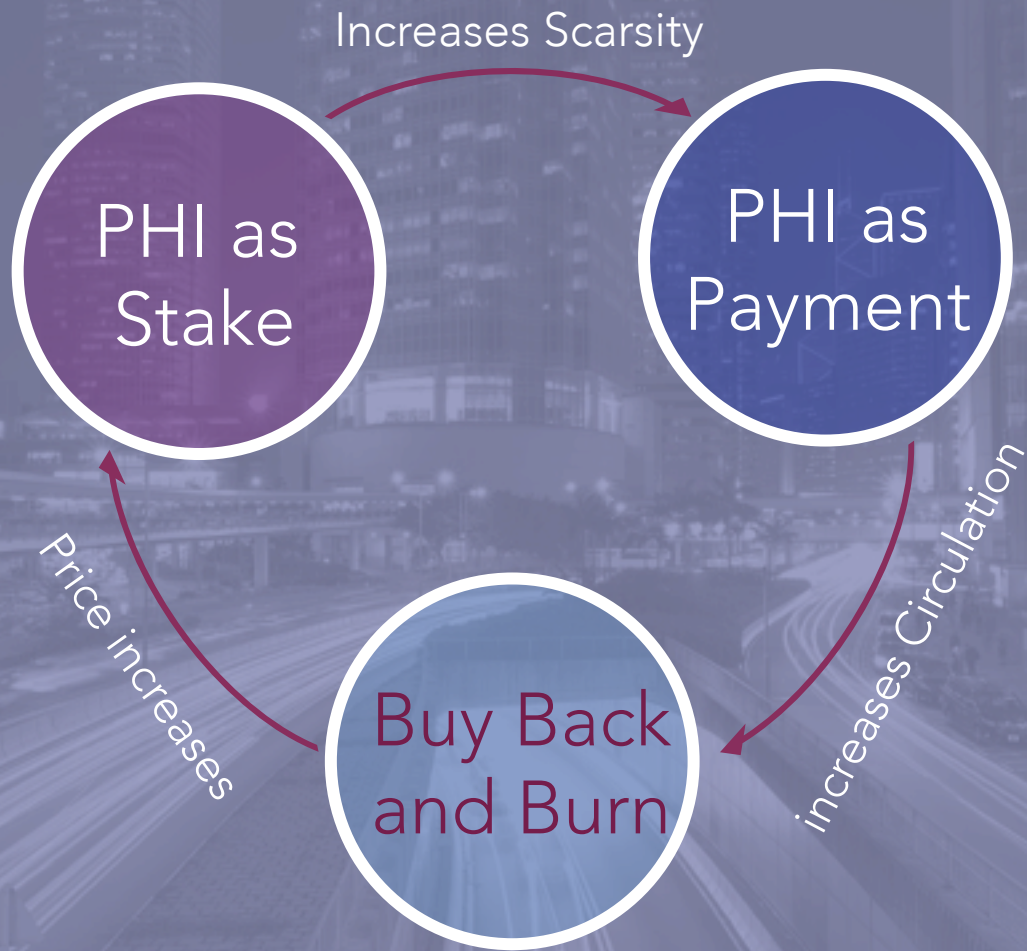 Increases Scarsity
PHI as
Stake
PHI as
Payment
Price increases
increases Circulation
Buy Back
and Burn